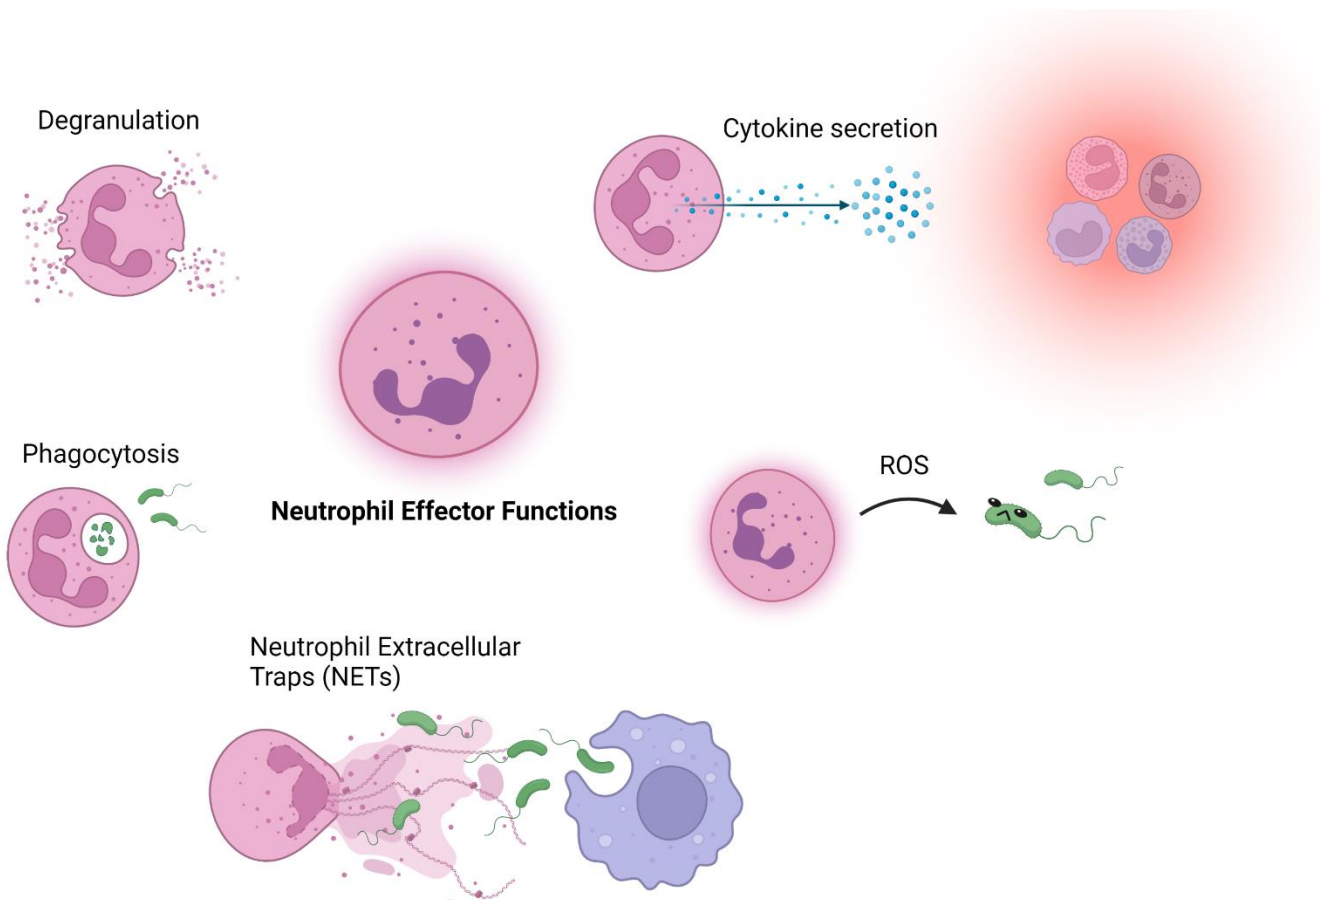 Degranulation
Cytokine secretion
Phagocytosis
ROS
Neutrophil Effector Functions
Neutrophil Extracellular
Traps (NETs)